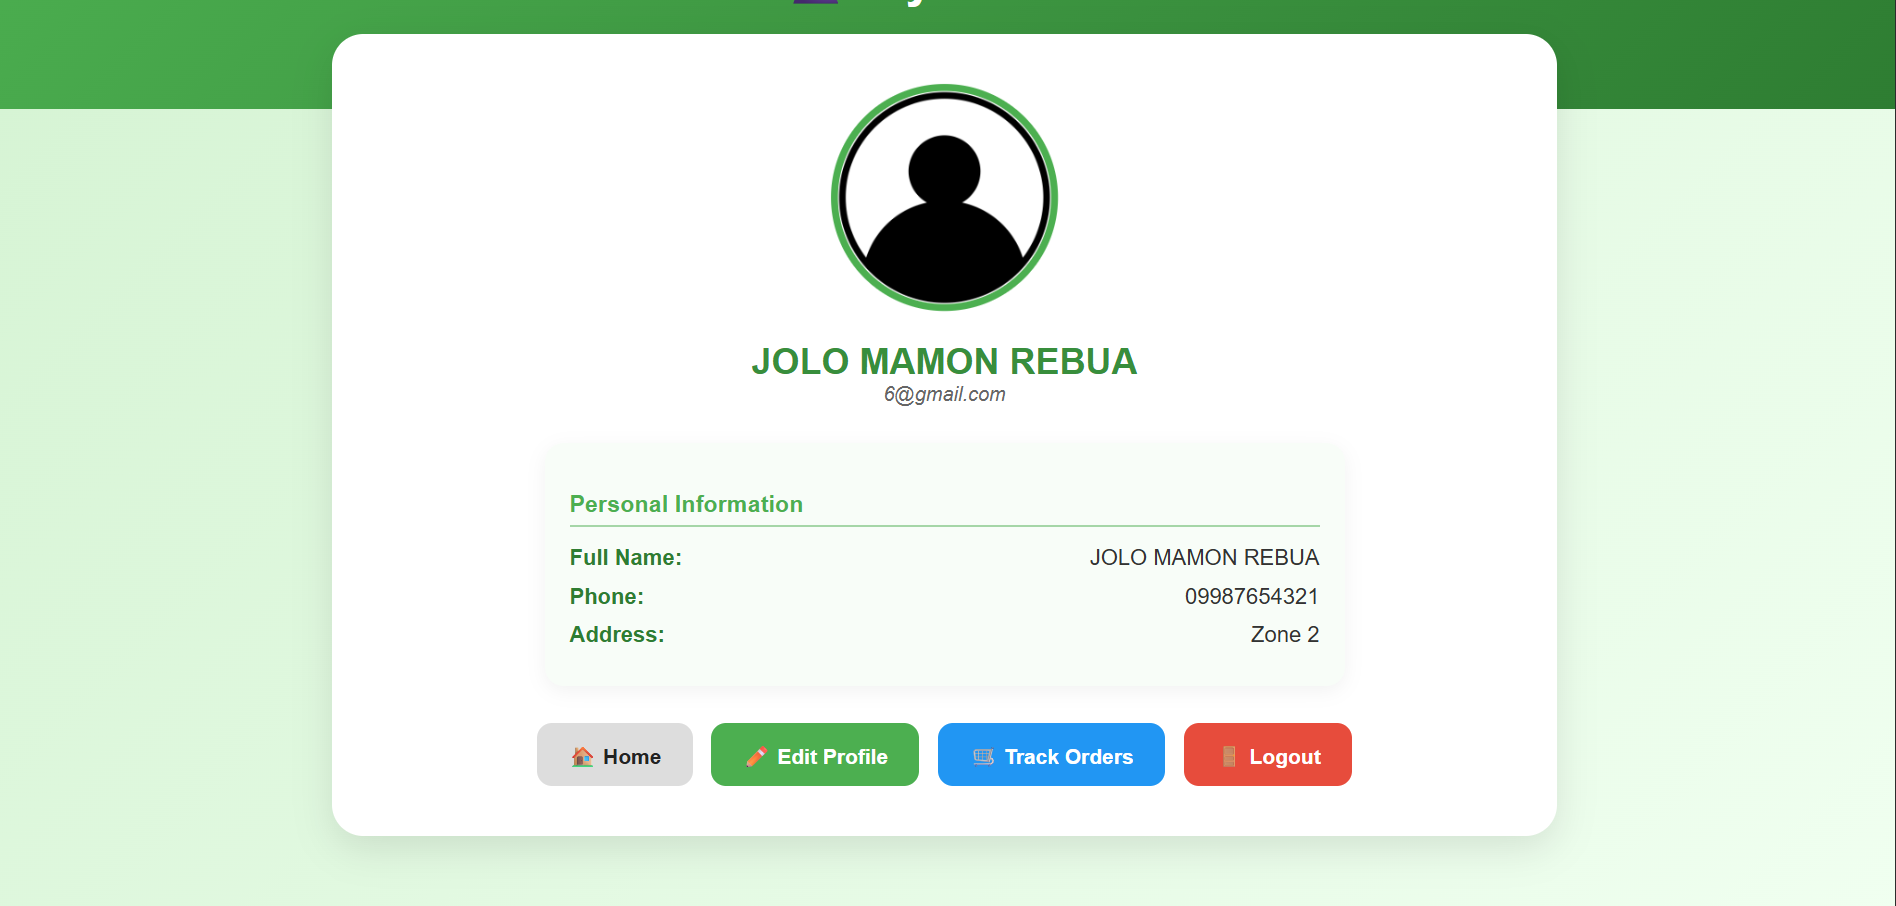 JOLO MAMON REBUA
6@gmail.com
Personal Information
Full Name: JOLO MAMON REBUA
Phone: 09987654321
Address: Zone 2
Home Edit Profile Track Orders Logout